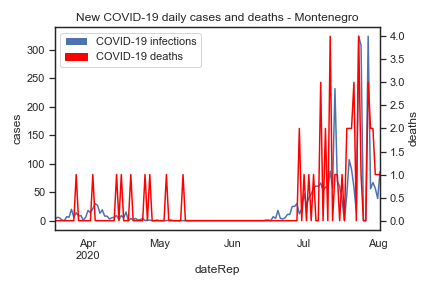 New COVID-19 daily cases and deaths - Montenegro
COVID-19 infections
COVID-19 deaths
300
250
200
150
100
50
0
cases
4.0
3.5
3.0
2.5
2.0
1.5
1.0
0.5
0.0
deaths
Apr May Jun Jul Aug
2020
dateRep